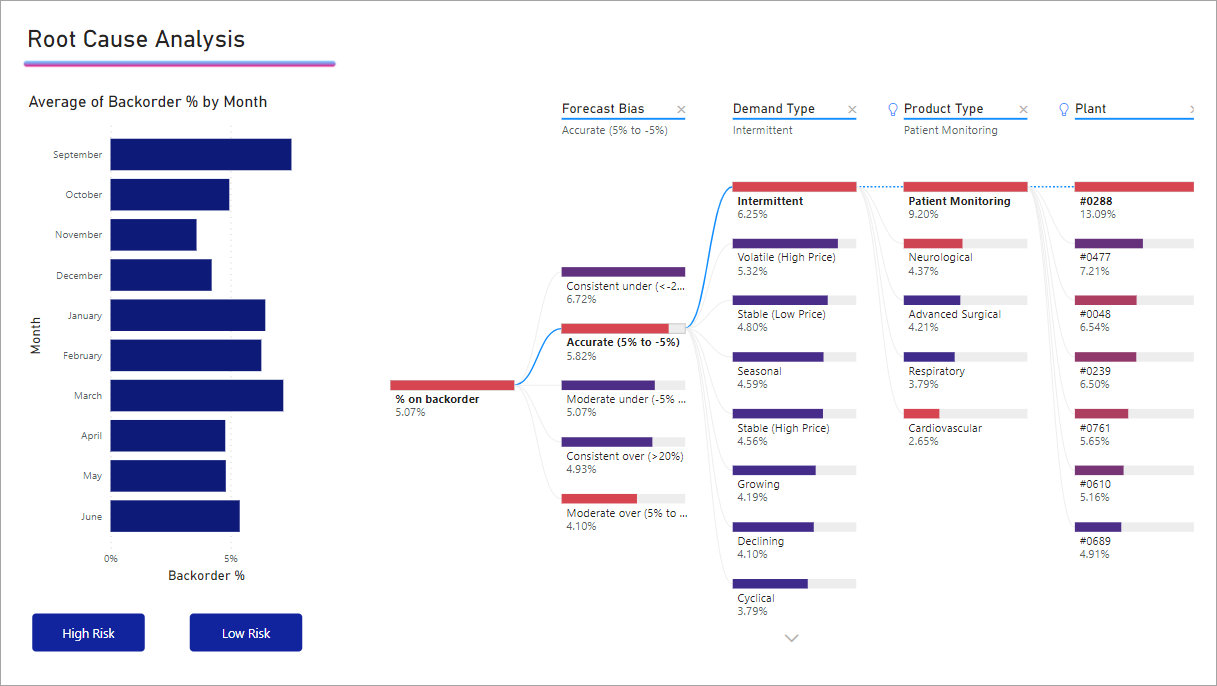 Root Cause Analysis
Average of Backorder % by Month
September
October
November
December
January
February
March
April
May
June
Month
0%
5%
Backorder %
High Risk
Low Risk
Forecast Bias
Accurate (5% to -5%)
Demand Type
Intermittent
Product Type
Patient Monitoring
Plant
% on backorder
5.07%
Consistent under (<-2...
6.72%
Accurate (5% to -5%)
5.82%
Moderate under (-5% ...
5.07%
Consistent over (>20%)
4.93%
Moderate over (5% to ...
4.10%
Intermittent
6.25%
Volatile (High Price)
5.32%
Stable (Low Price)
4.80%
Seasonal
4.59%
Stable (High Price)
4.56%
Growing
4.19%
Declining
4.10%
Cyclical
3.79%
Patient Monitoring
9.20%
Neurological
4.37%
Advanced Surgical
4.21%
Respiratory
3.79%
Cardiovascular
2.65%
#0288
13.09%
#0477
7.21%
#0048
6.54%
#0239
6.50%
#0761
5.65%
#0610
5.16%
#0689
4.91%